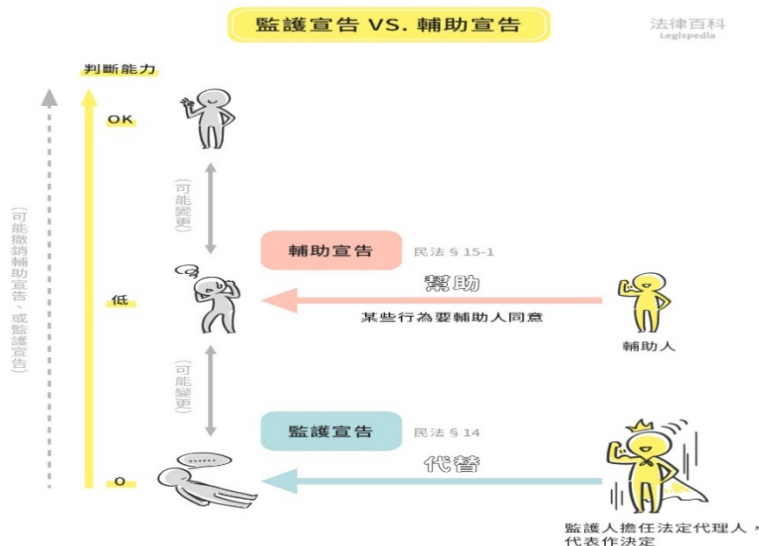 監護宣告 VS. 輔助宣告
法律百科
Legispedia
判斷能力
OK
(可能變更)
(可能撤銷輔助宣告、或監護宣告)
輔助宣告
民法 § 15-1
幫助
某些行為要輔助人同意
低
輔助人
(可能變更)
監護宣告
民法 § 14
代替
......
0
監護人擔任法定代理人，
代表作決定